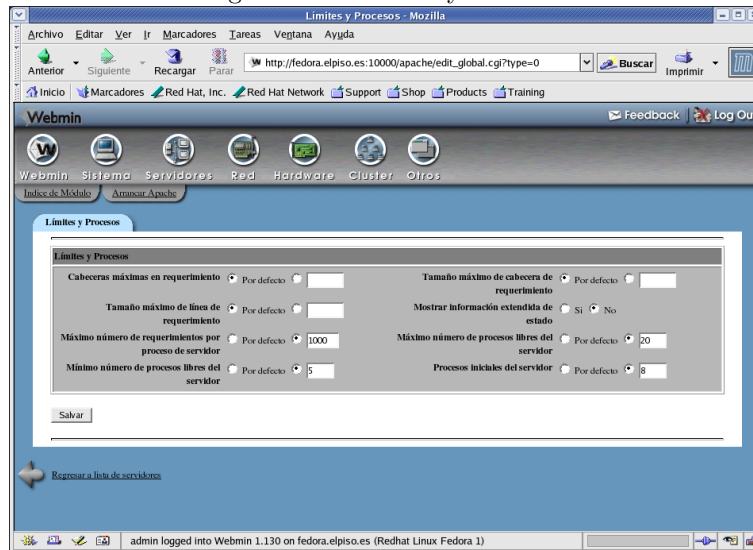 Límites y Procesos - Mozilla
Archivo Editar Ver Ir Marcadores Tareas Ventana Ayuda
Anterior Siguiente Recargar Parar http://fedora.elpiso.es:10000/apache/edit_global.cgi?type=0 Buscar Imprimir
Inicio Marcadores Red Hat, Inc. Red Hat Network Support Shop Products Training
Webmin Feedback Log Ou
Webmin Sistema Servidores Red Hardware Cluster Otros
Indice de Módulo Arrancar Apache
Límites y Procesos
Límites y Procesos
Cabeceras máximas en requerimiento Por defecto Tamaño máximo de cabecera de requerimiento Por defecto
Tamaño máximo de línea de requerimiento Por defecto Mostrar información extendida de estado Si No
Máximo número de requerimientos por proceso de servidor Por defecto 1000 Máximo número de procesos libres del servidor Por defecto 20
Mínimo número de procesos libres del servidor Por defecto 5 Procesos iniciales del servidor Por defecto 8
Salvar
Regresar a lista de servidores
admin logged into Webmin 1.130 on fedora.elpiso.es (Redhat Linux Fedora 1)